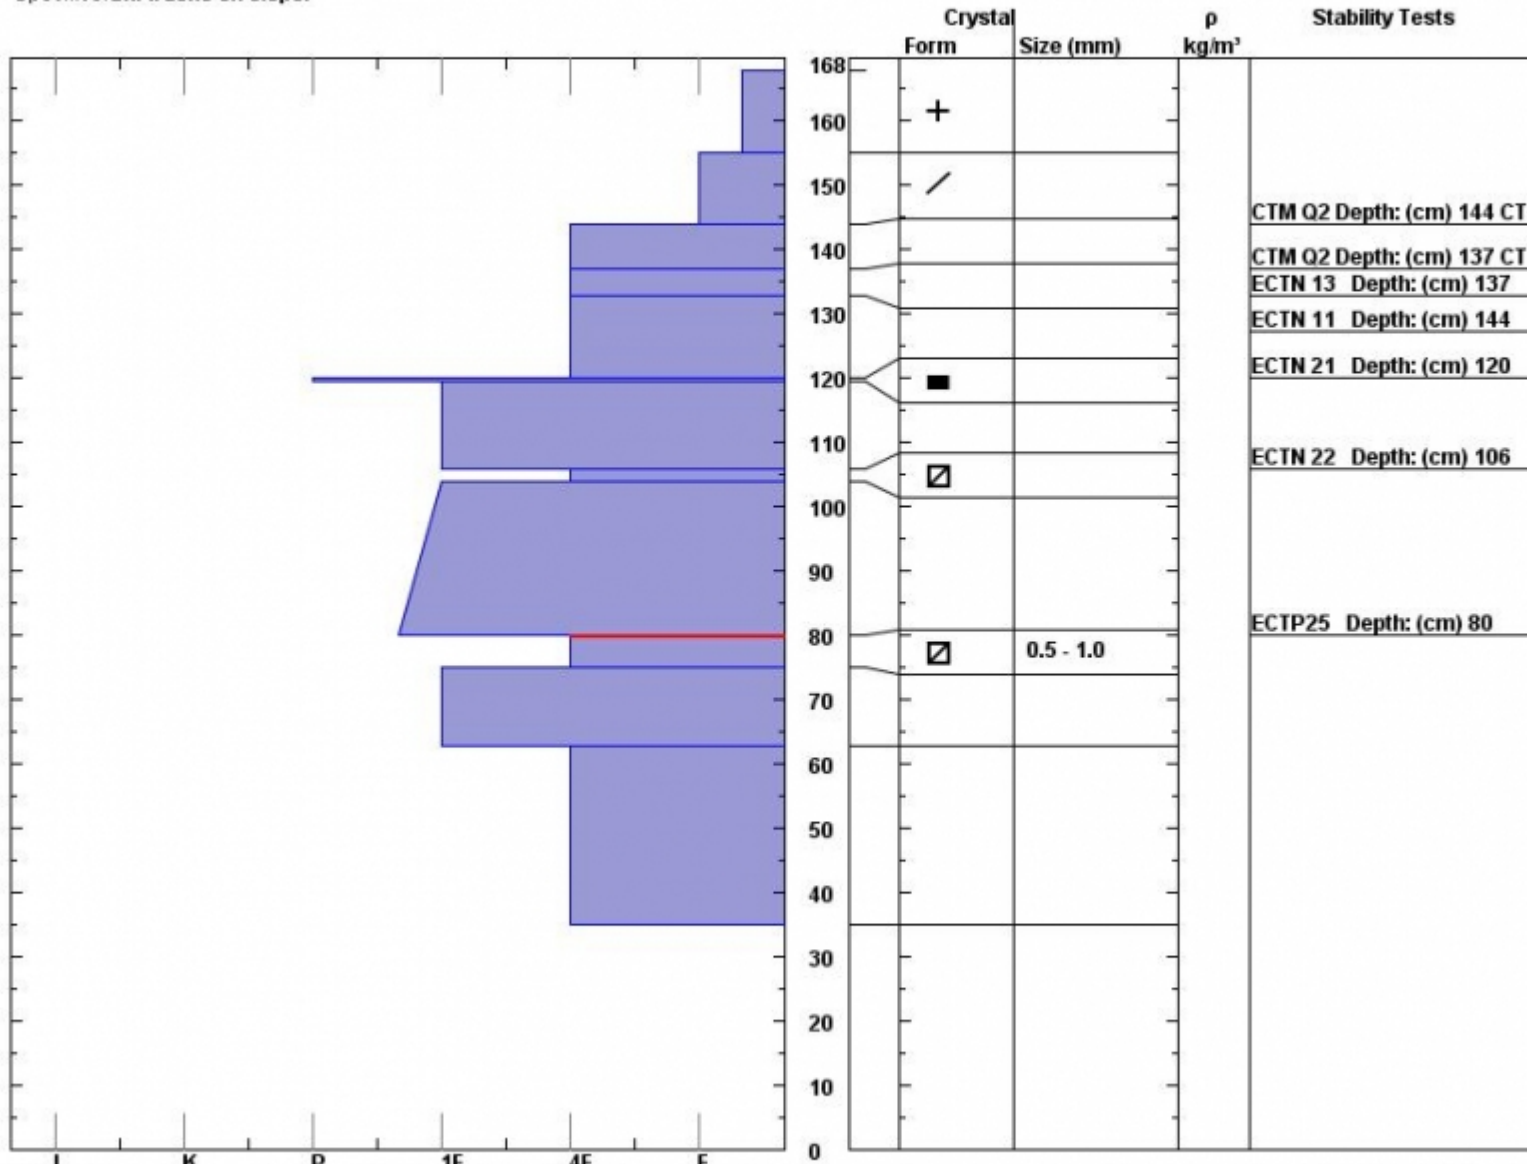 Crystal ρ Stability Tests
Form Size (mm) kg/m³
168
160
150
CTM Q2 Depth: (cm) 144 CT
140
CTM Q2 Depth: (cm) 137 CT
ECTN 13 Depth: (cm) 137
130
ECTN 11 Depth: (cm) 144
120
ECTN 21 Depth: (cm) 120
110
ECTN 22 Depth: (cm) 106
100
90
80
ECTP25 Depth: (cm) 80
0.5 - 1.0
70
60
50
40
30
20
10
0
I K P 1F 4F F